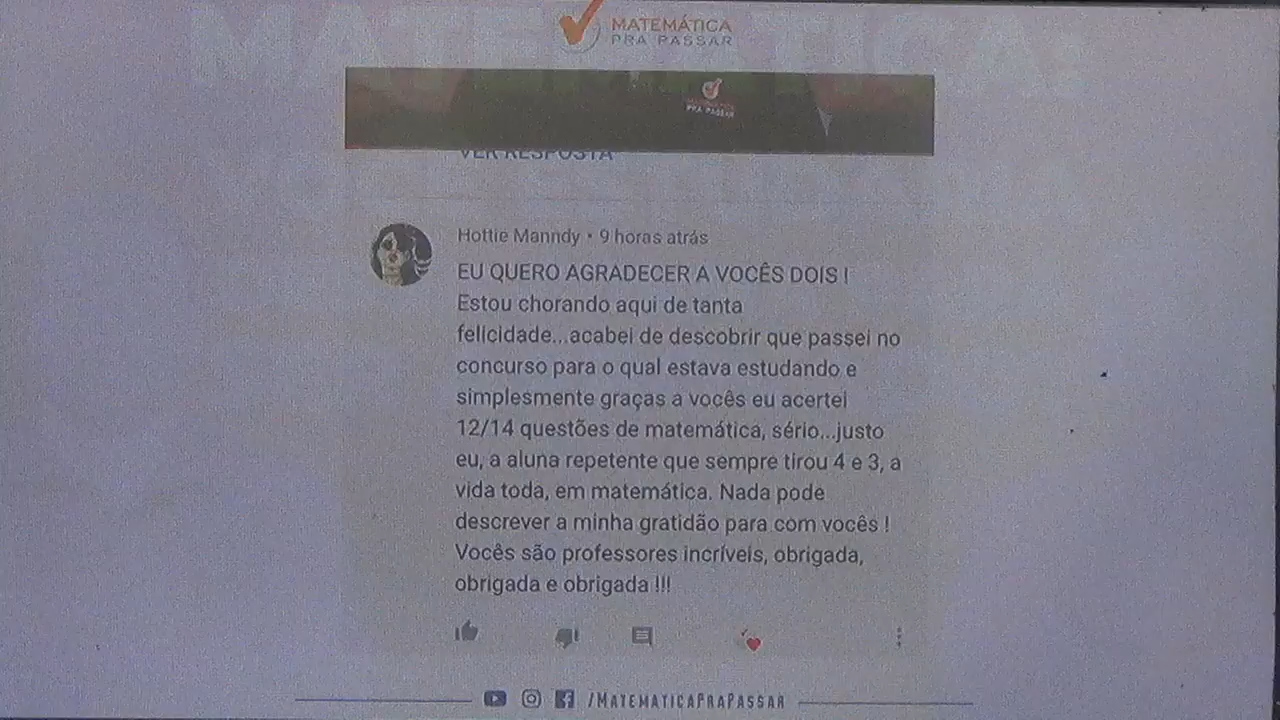 MATEMÁTICA
PRA PASSAR
PRA PASSAR
VER RESPOSTA
Hottie Manndy • 9 horas atrás
EU QUERO AGRADECER A VOCÊS DOIS !
Estou chorando aqui de tanta
felicidade...acabei de descobrir que passei no
concurso para o qual estava estudando e
simplesmente graças a vocês eu acertei
12/14 questões de matemática, sério...justo
eu, a aluna repetente que sempre tirou 4 e 3, a
vida toda, em matemática. Nada pode
descrever a minha gratidão para com vocês !
Vocês são professores incríveis, obrigada,
obrigada e obrigada !!!
/MATEMATICAPRAPASSAR